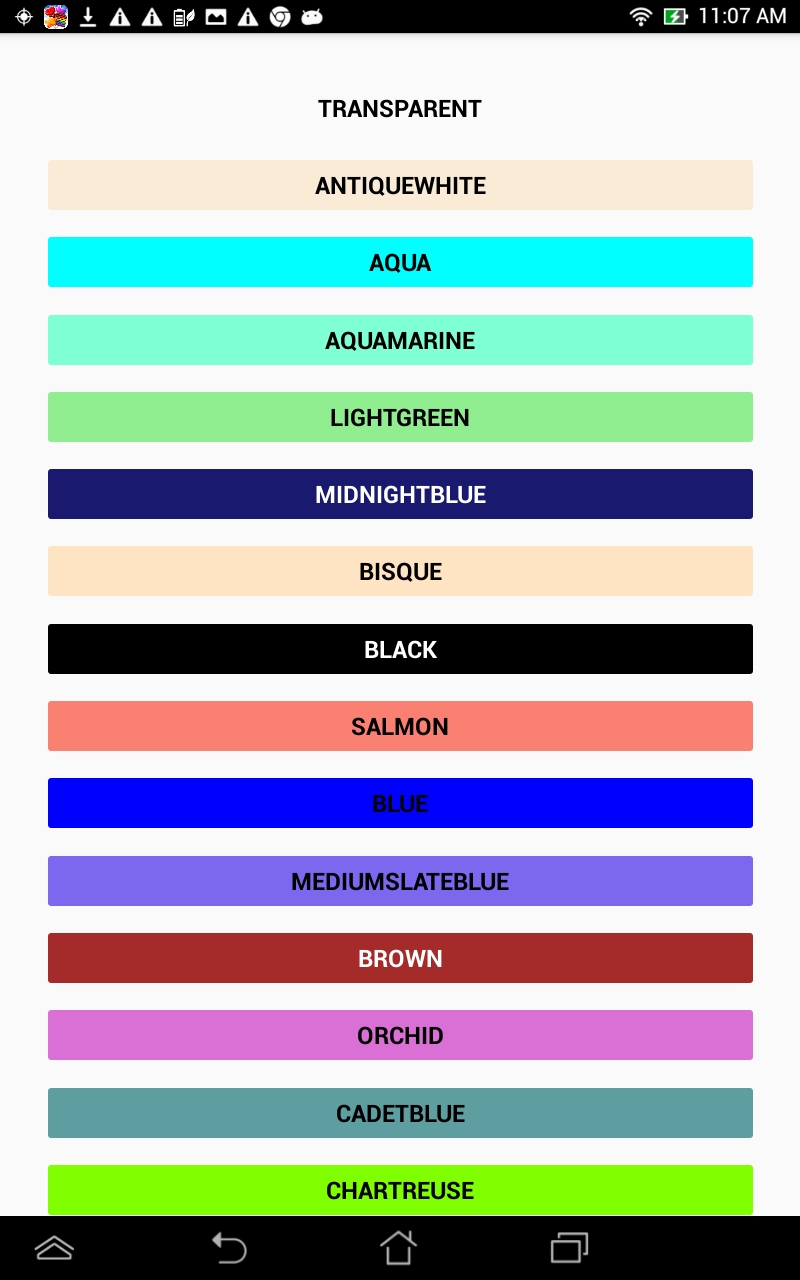 11:07 AM
TRANSPARENT
ANTIQUEWHITE
AQUA
AQUAMARINE
LIGHTGREEN
MIDNIGHTBLUE
BISQUE
BLACK
SALMON
BLUE
MEDIUMSLATEBLUE
BROWN
ORCHID
CADETBLUE
CHARTREUSE